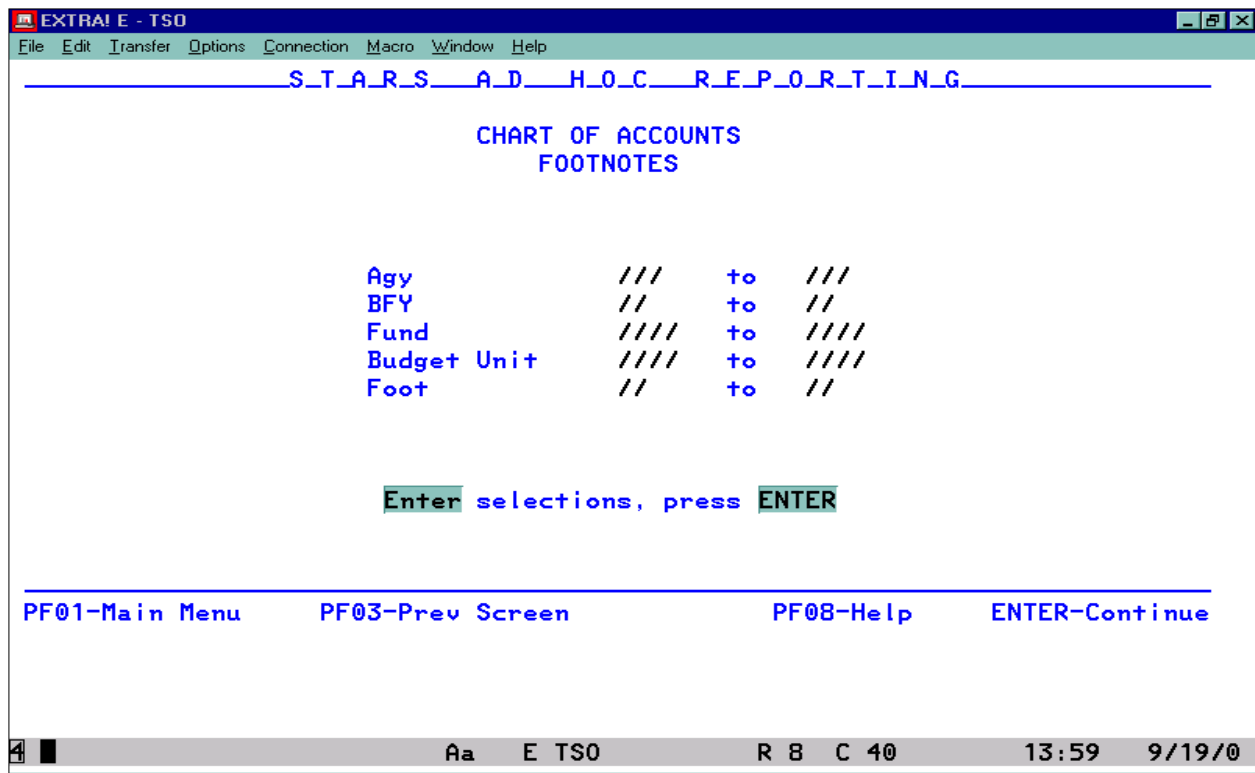 EXTRA! E - TSO
File Edit Transfer Options Connection Macro Window Help
S_T_A_R_S___A_D___H_O_C___R_E_P_O_R_T_I_N_G
CHART OF ACCOUNTS
FOOTNOTES
Agy /// to ///
BFY // to //
Fund //// to ////
Budget Unit //// to ////
Foot // to //
Enter selections, press ENTER
PF01-Main Menu PF03-Prev Screen PF08-Help ENTER-Continue
4 Aa E TSO R 8 C 40 13:59 9/19/0